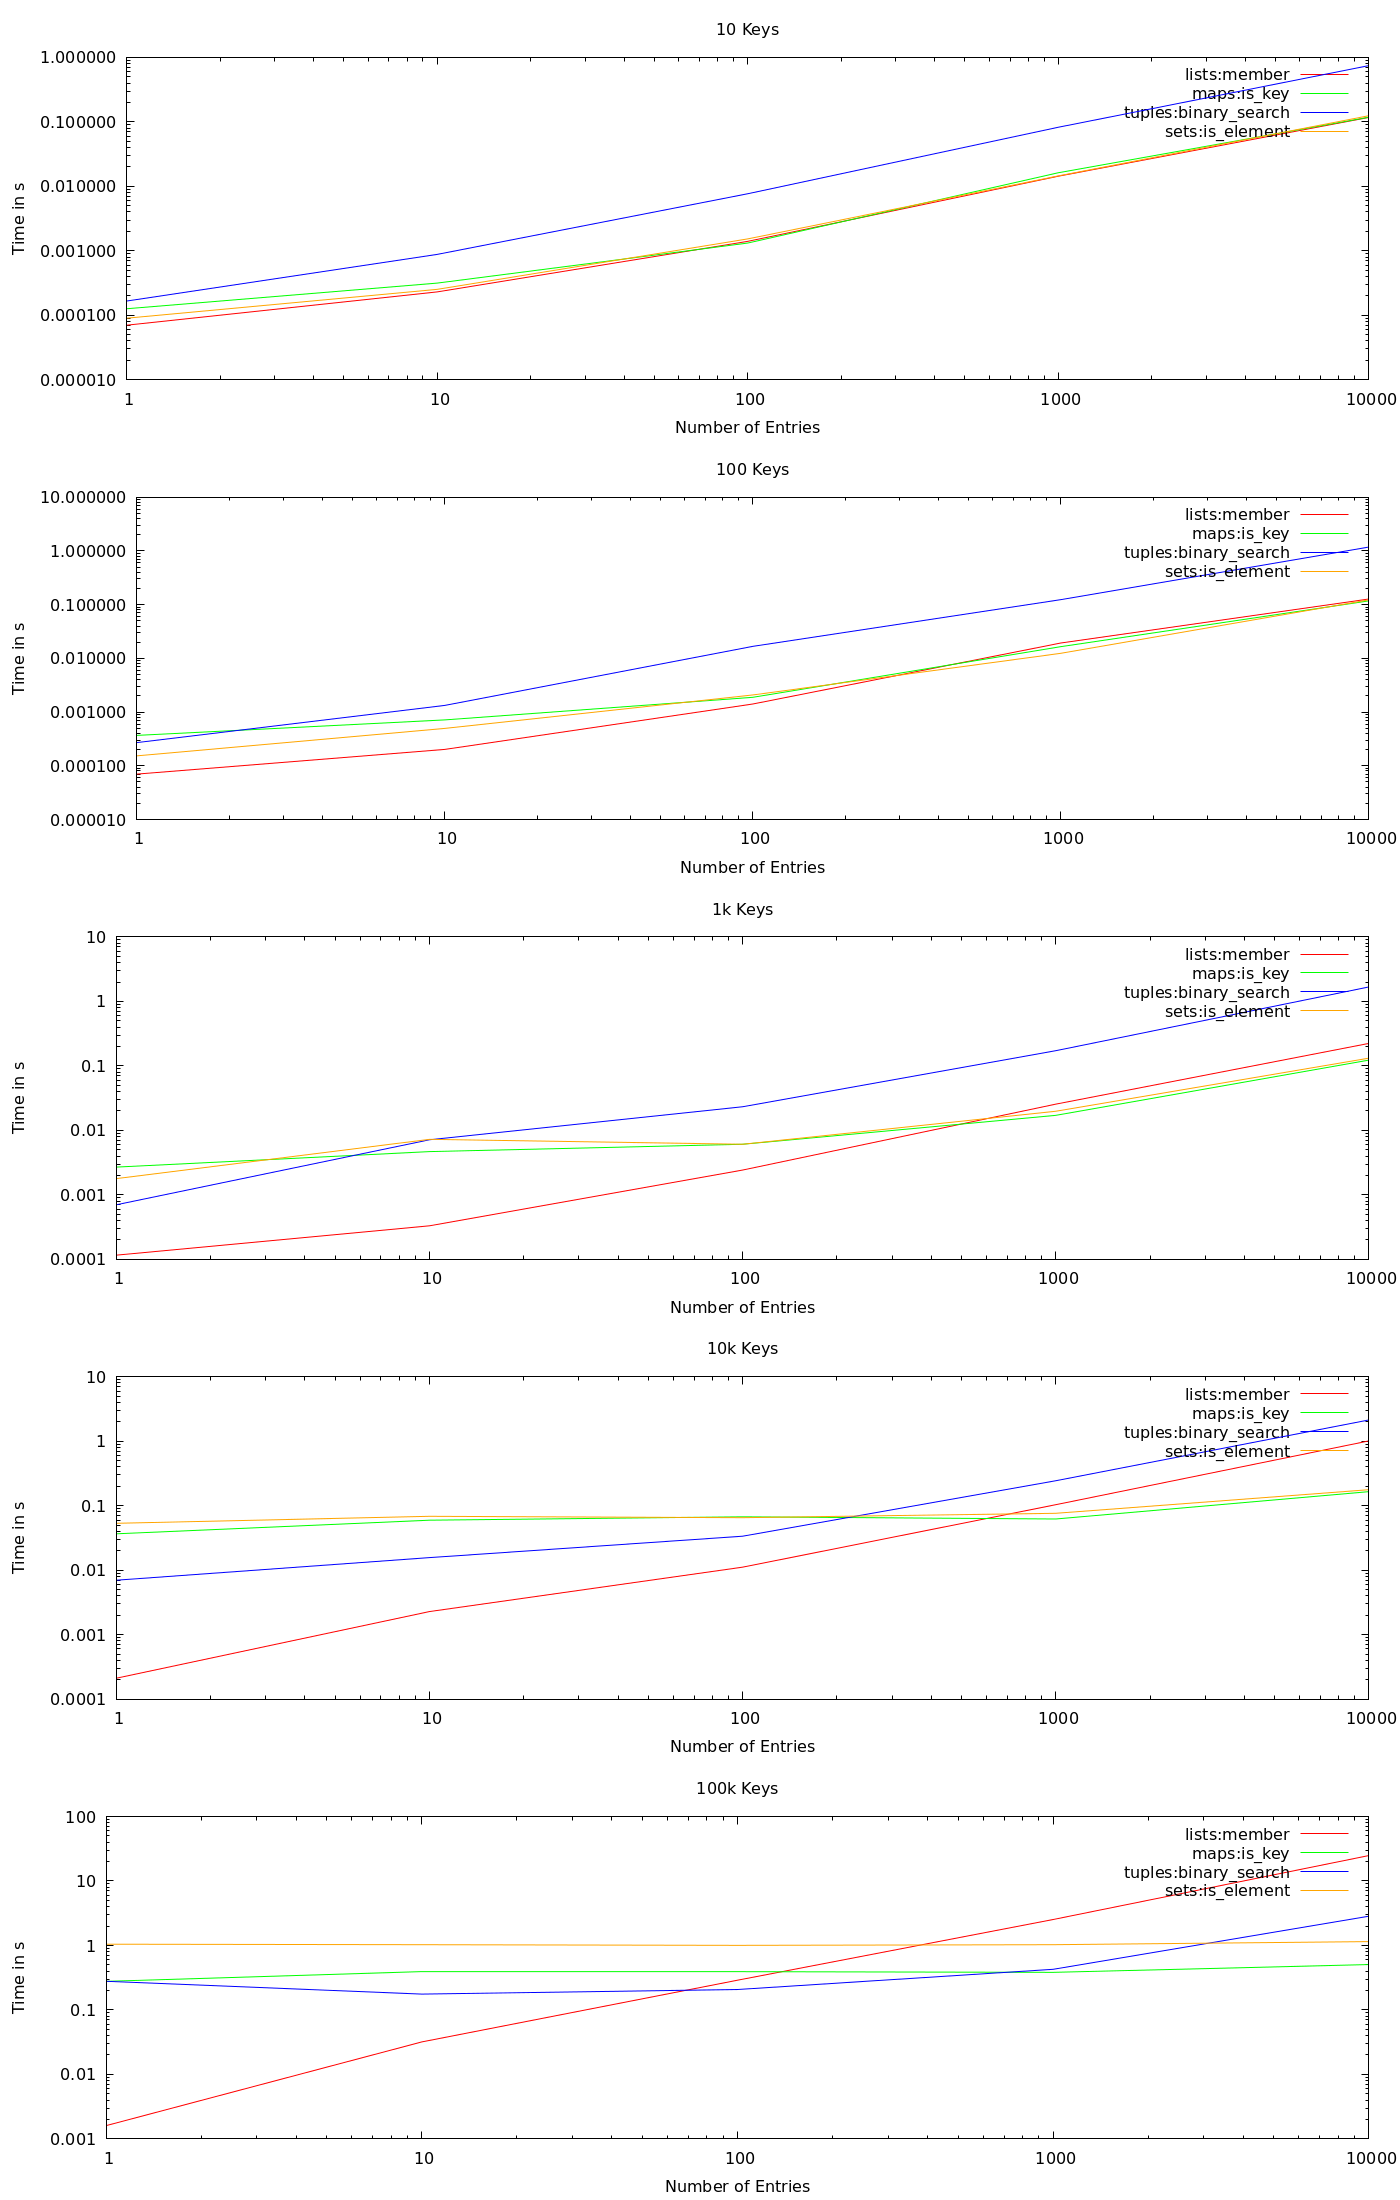 10 Keys
1.000000
0.100000
0.010000
0.001000
0.000100
0.000010
Time in s
lists:member
maps:is_key
tuples:binary_search
sets:is_element
1 10 100 1000 10000
Number of Entries
100 Keys
10.000000
1.000000
0.100000
0.010000
0.001000
0.000100
0.000010
Time in s
lists:member
maps:is_key
tuples:binary_search
sets:is_element
1 10 100 1000 10000
Number of Entries
1k Keys
10
1
0.1
0.01
0.001
0.0001
Time in s
lists:member
maps:is_key
tuples:binary_search
sets:is_element
1 10 100 1000 10000
Number of Entries
10k Keys
10
1
0.1
0.01
0.001
0.0001
Time in s
lists:member
maps:is_key
tuples:binary_search
sets:is_element
1 10 100 1000 10000
Number of Entries
100k Keys
100
10
1
0.1
0.01
0.001
Time in s
lists:member
maps:is_key
tuples:binary_search
sets:is_element
1 10 100 1000 10000
Number of Entries